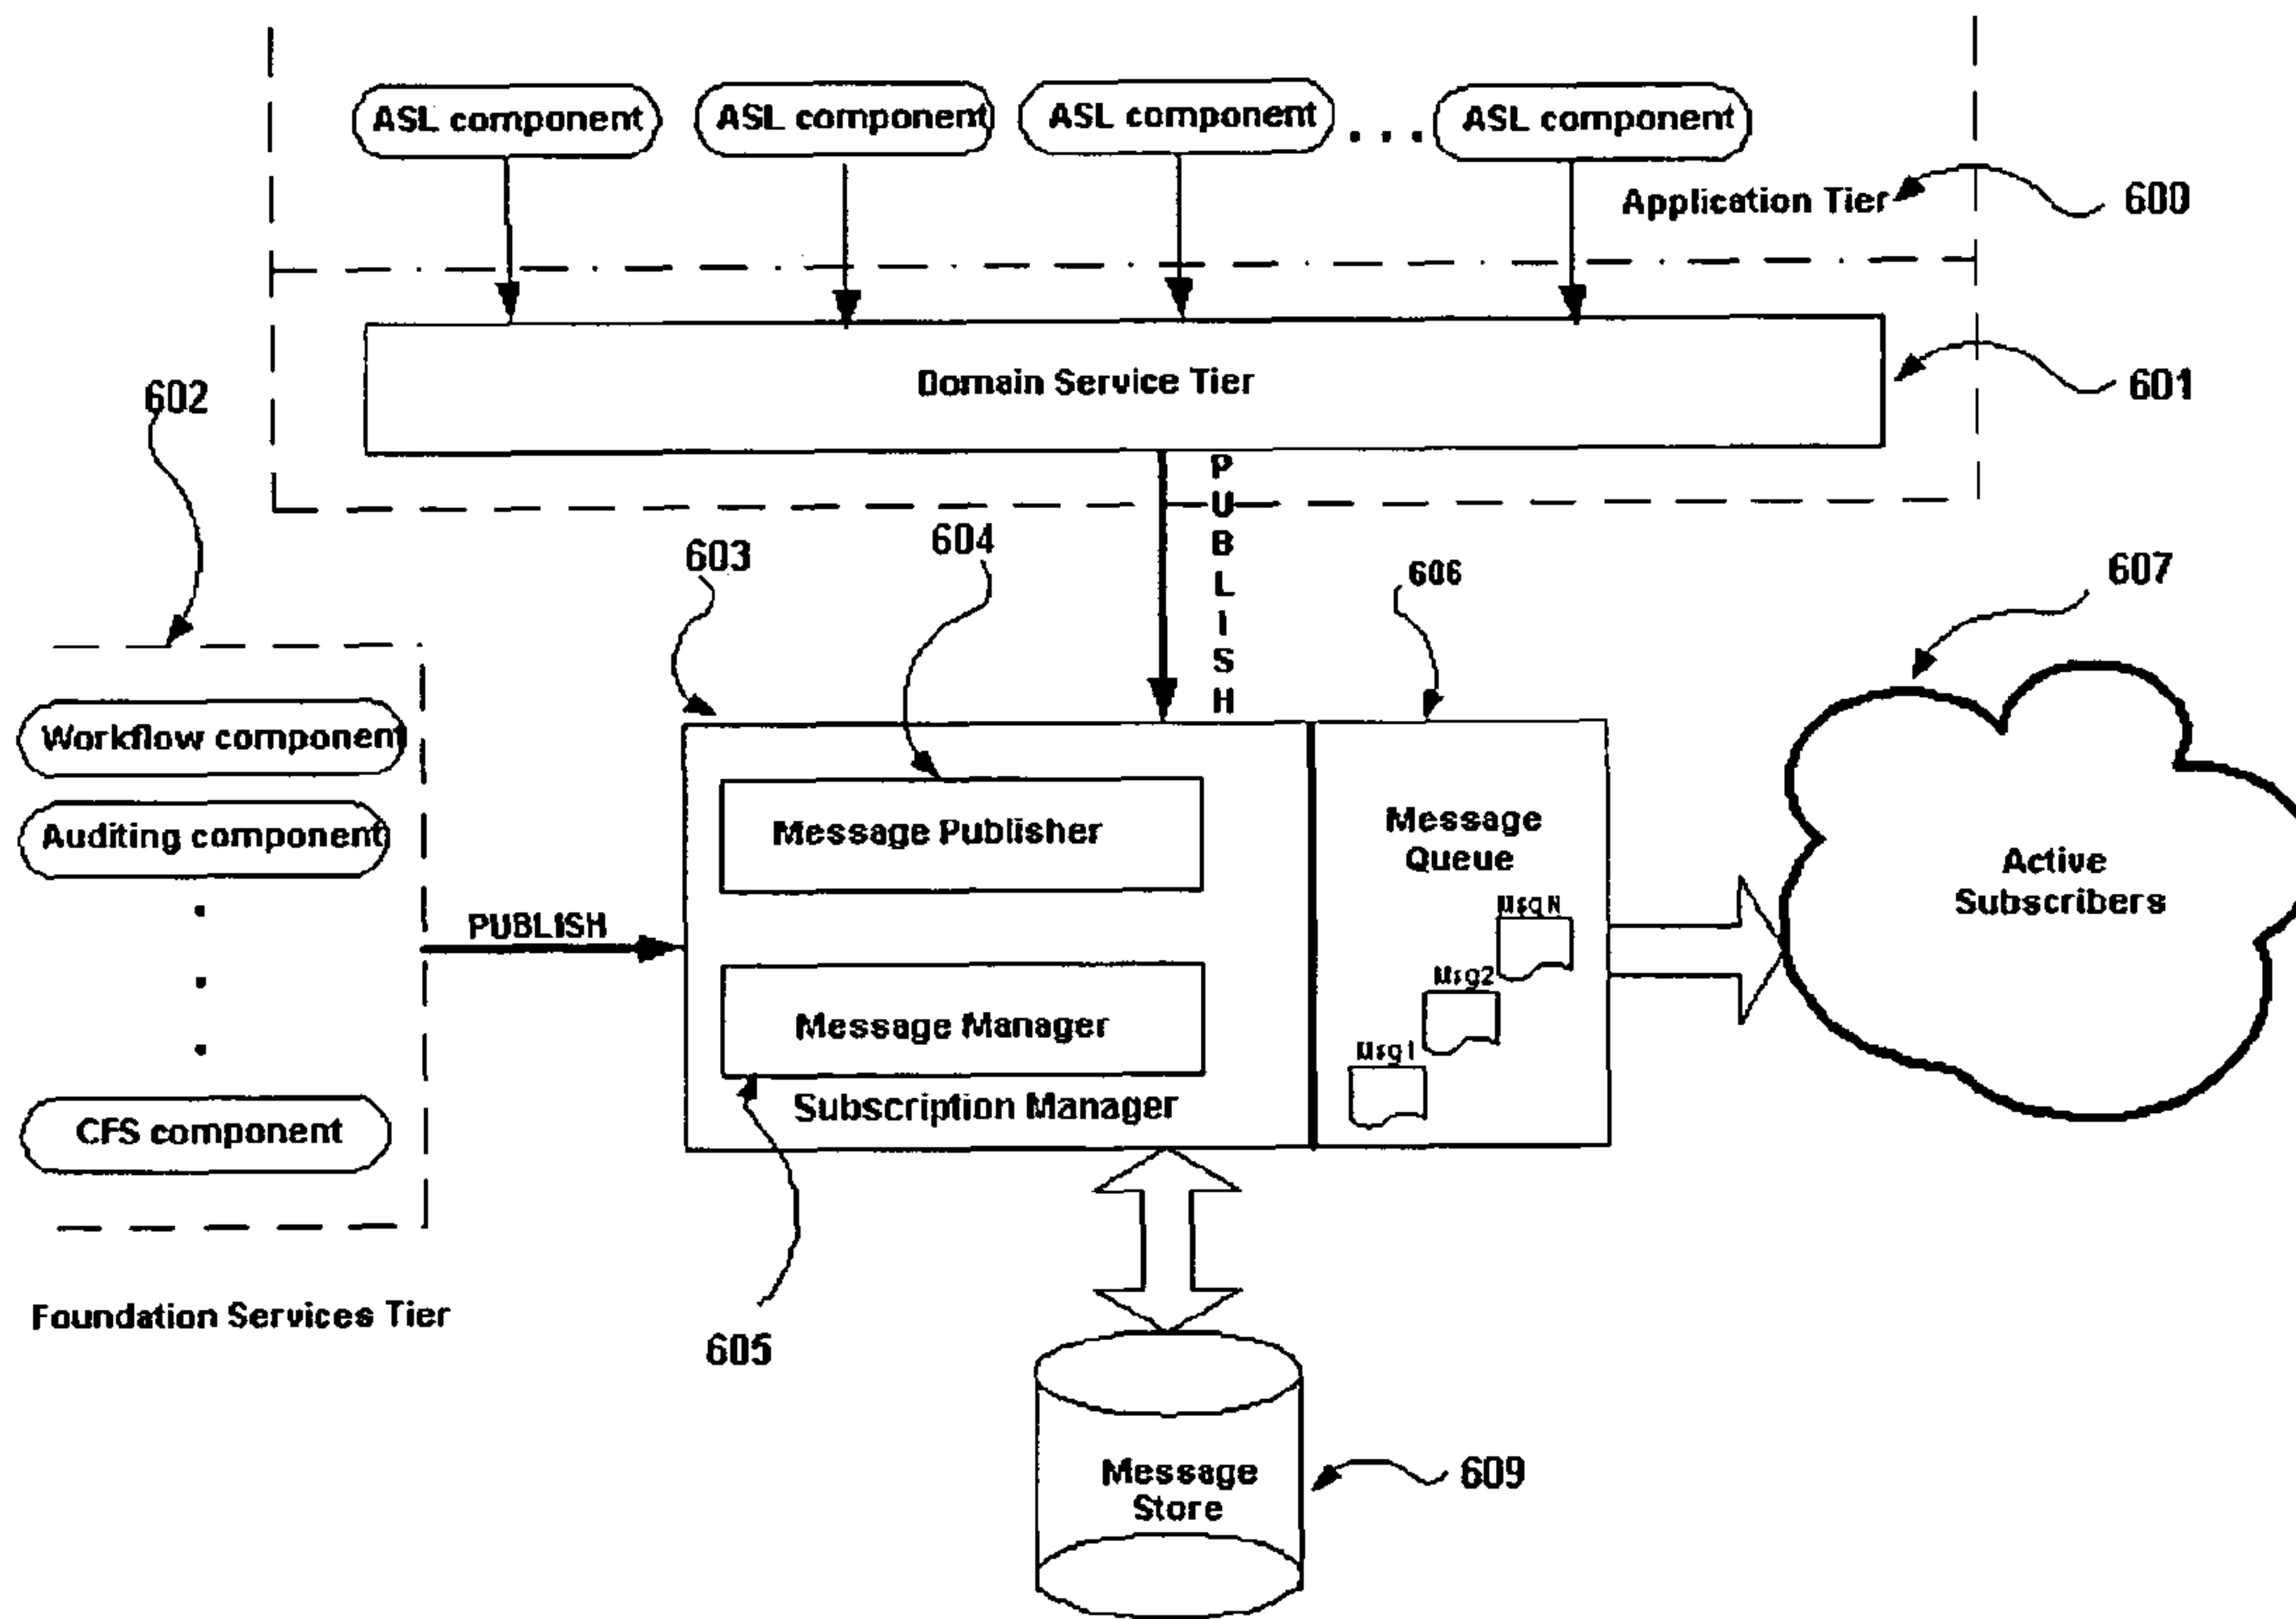 ASL component
ASL component
ASL component
. . .
ASL component
Application Tier
600
Domain Service Tier
601
602
PUBLISH
603
604
606
607
Workflow component
Auditing component
CFS component
Foundation Services Tier
PUBLISH
Message Publisher
Message Manager
Subscription Manager
605
Message
Queue
MsgN
Msg2
Msg1
Active
Subscribers
Message
Store
609